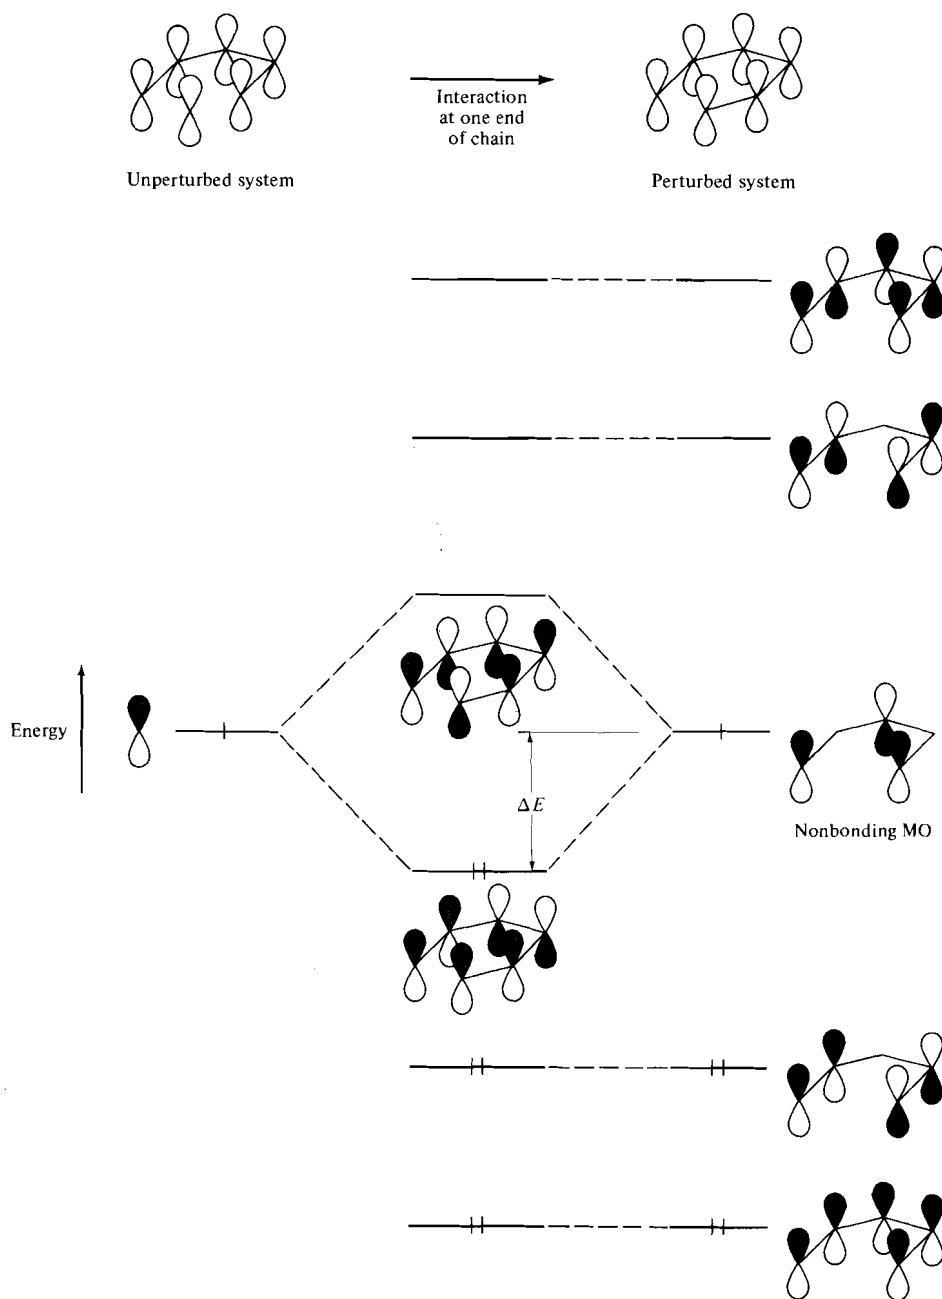 Interaction
at one end
of chain
Unperturbed system
Perturbed system
Energy
ΔE
Nonbonding MO